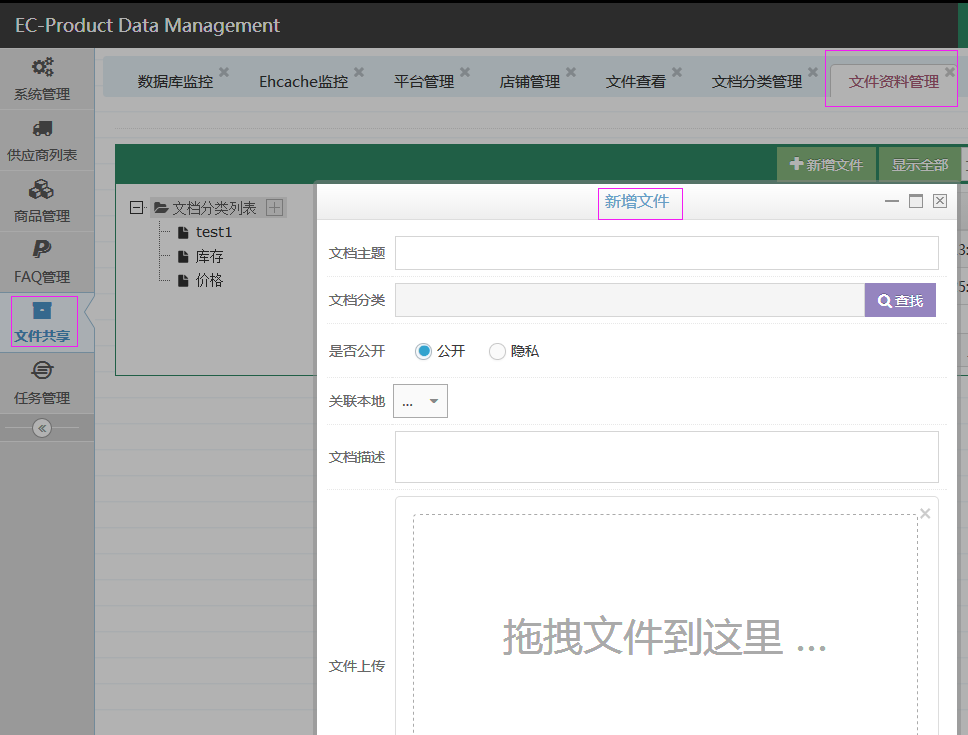 EC-Product Data Management
系统管理
供应商列表
商品管理
FAQ管理
文件共享
任务管理
数据库监控 Ehcache监控 平台管理 店铺管理 文件查看 文档分类管理 文件资料管理
新增文件 显示全部
文档分类列表
test1
库存
价格
新增文件
文档主题
文档分类 查找
是否公开 公开 隐私
关联本地 ...
文档描述
文件上传
拖拽文件到这里 ...